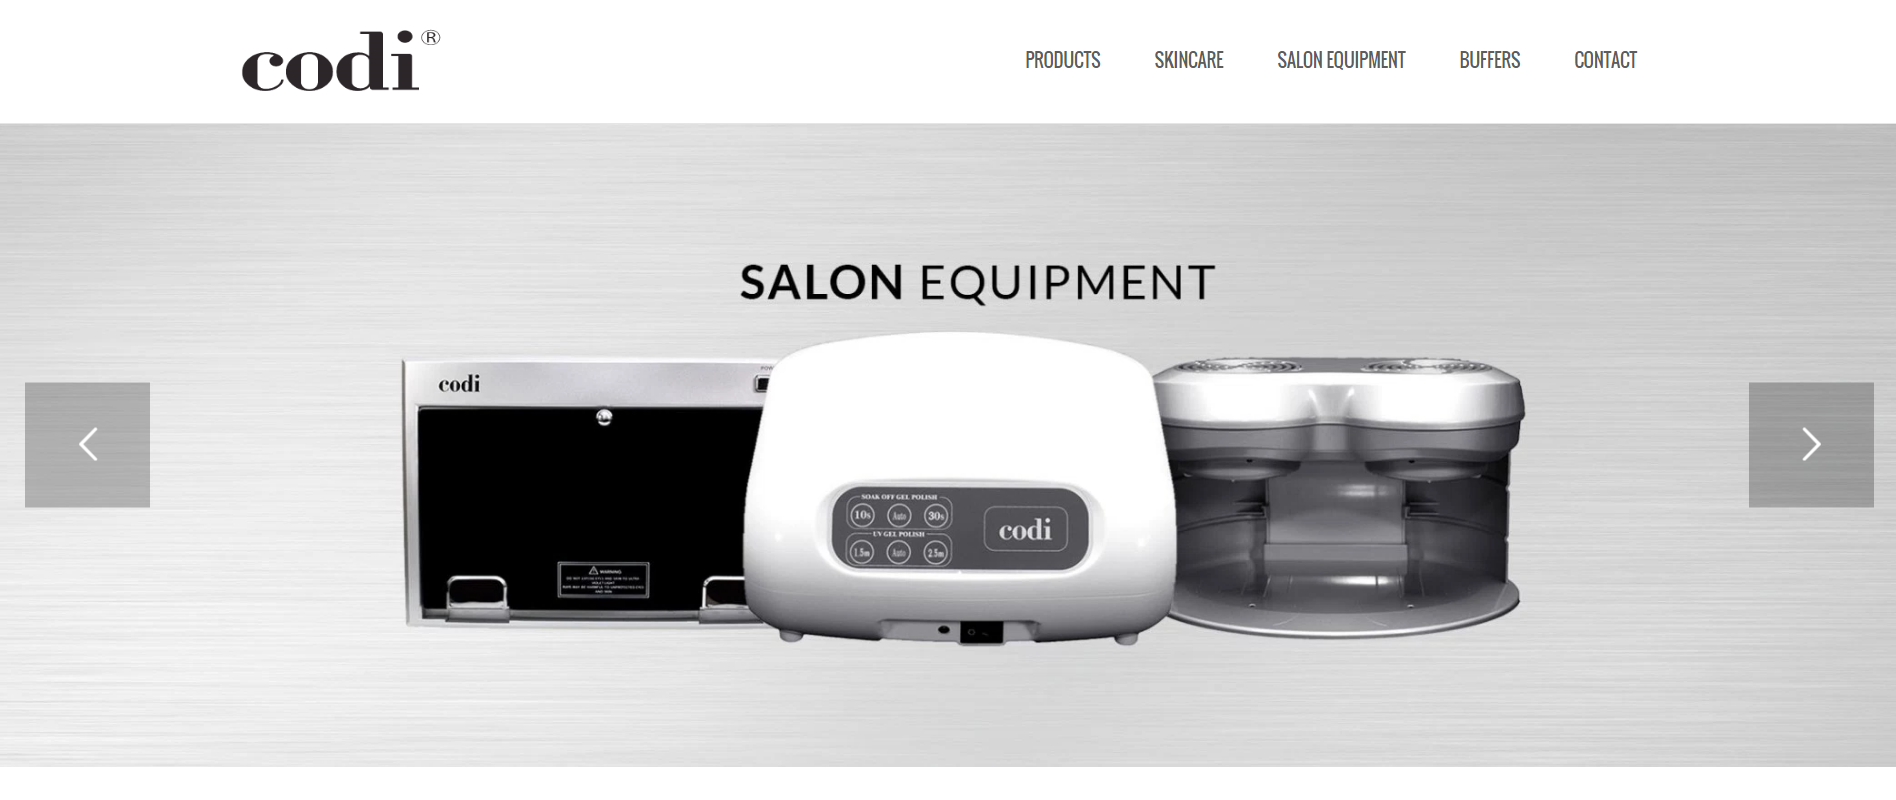 codi®
PRODUCTS SKINCARE SALON EQUIPMENT BUFFERS CONTACT
SALON EQUIPMENT
codi
SOAK OFF GEL POLISH
10s Auto 30s
codi
UV GEL POLISH
1.5m Auto 2.5m
WARNING